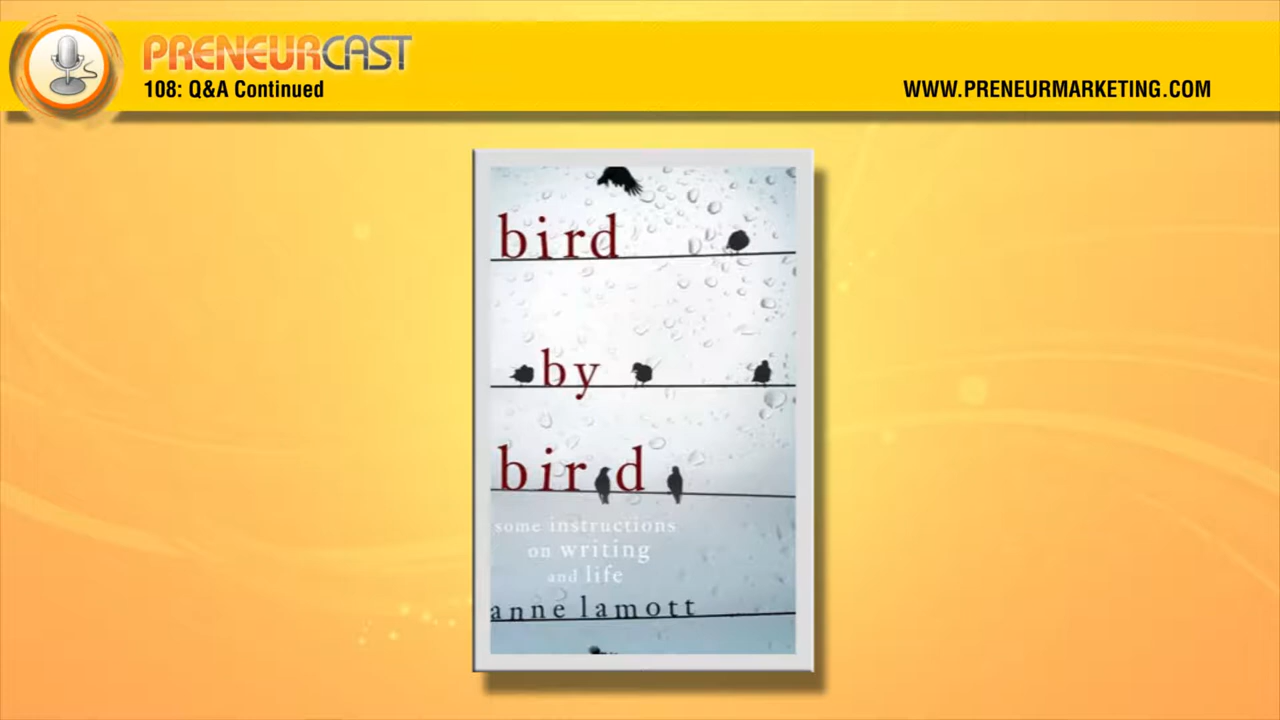 PRENEURCAST
108: Q&A Continued
WWW.PRENEURMARKETING.COM
bird
by
bird
some instructions
on writing
and life
anne lamott